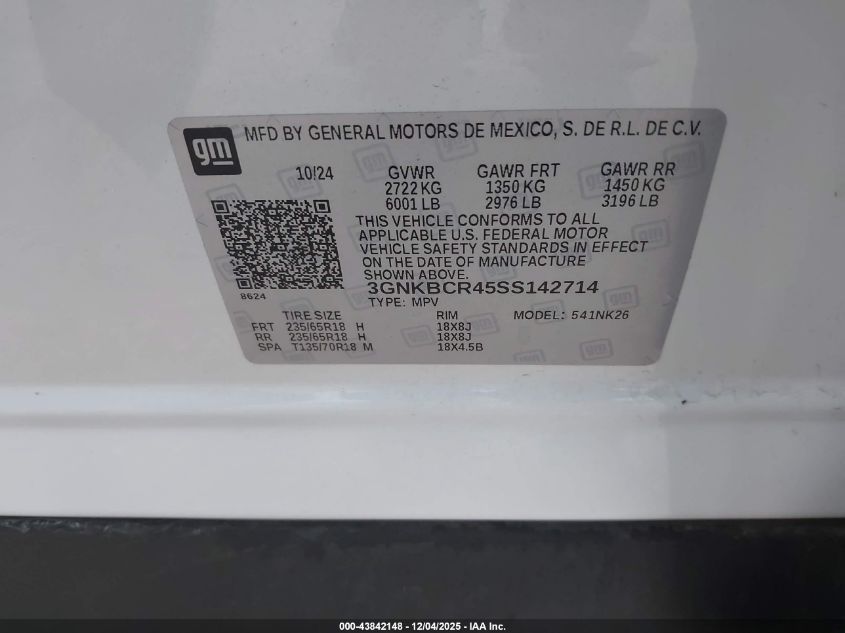 gm
MFD BY GENERAL MOTORS DE MEXICO, S. DE R.L. DE C.V.
10/24 GVWR GAWR FRT GAWR RR
2722 KG 1350 KG 1450 KG
6001 LB 2976 LB 3196 LB
THIS VEHICLE CONFORMS TO ALL
APPLICABLE U.S. FEDERAL MOTOR
VEHICLE SAFETY STANDARDS IN EFFECT
ON THE DATE OF MANUFACTURE
SHOWN ABOVE.
8624
3GNKBCR45SS142714
TYPE: MPV
TIRE SIZE RIM MODEL: 541NK26
FRT 235/65R18 H 18X8J
RR 235/65R18 H 18X8J
SPA T135/70R18 M 18X4.5B
000-43842148 - 12/04/2025 - IAA Inc.